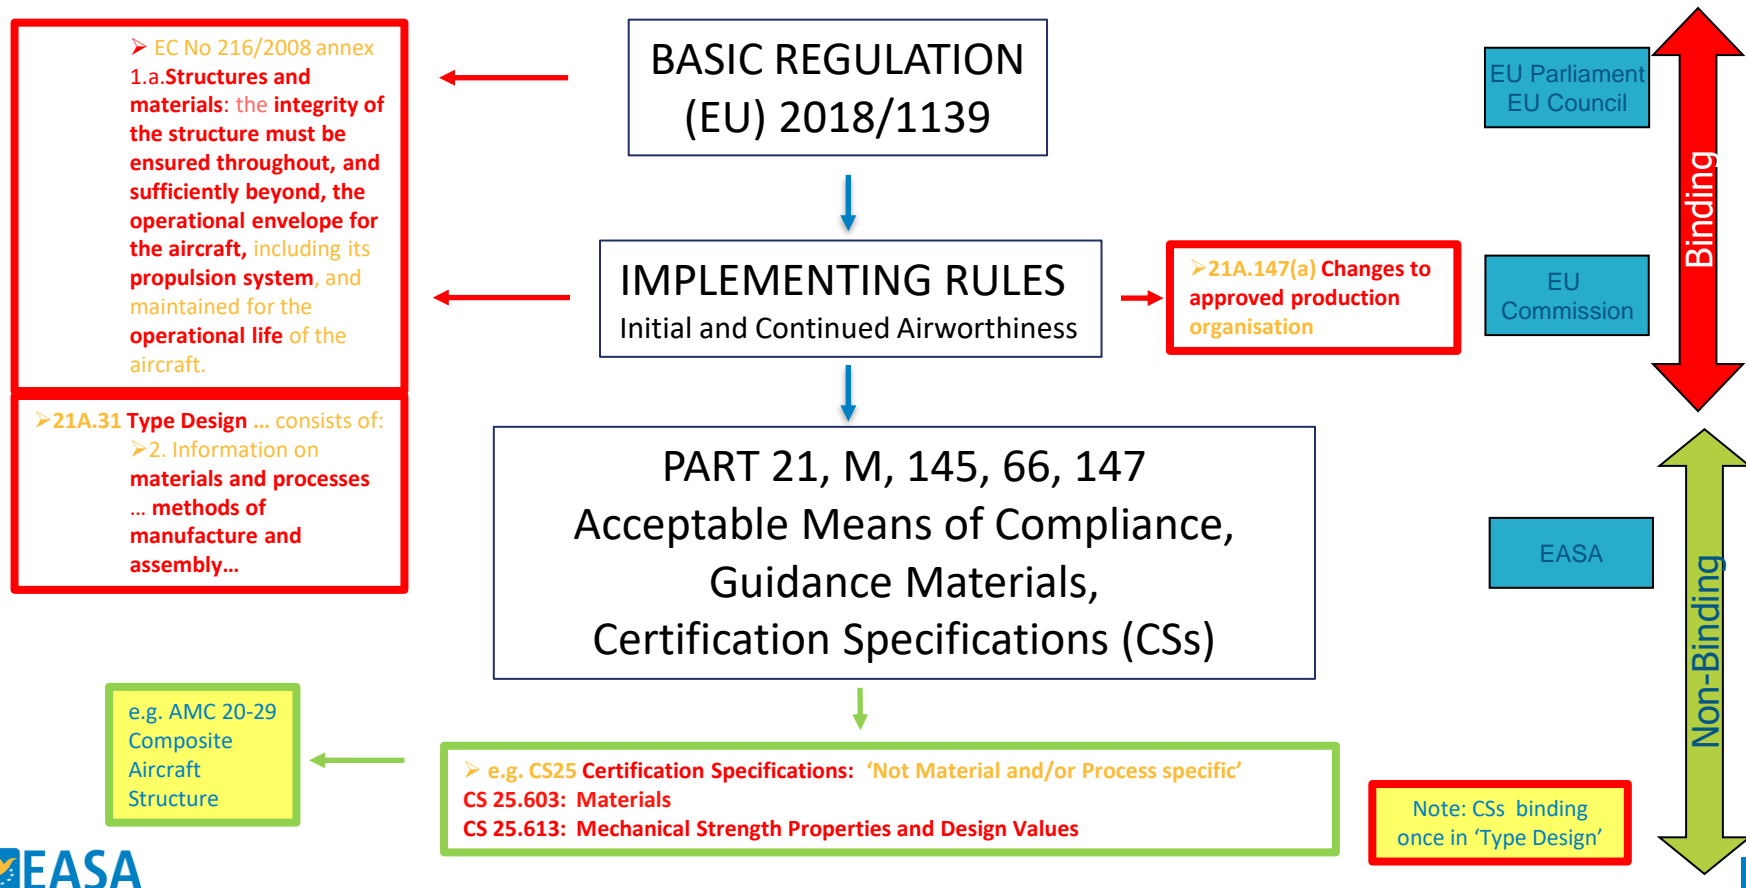 ➢ EC No 216/2008 annex
1.a.Structures and
materials: the integrity of
the structure must be
ensured throughout, and
sufficiently beyond, the
operational envelope for
the aircraft, including its
propulsion system, and
maintained for the
operational life of the
aircraft.
BASIC REGULATION
(EU) 2018/1139
EU Parliament
EU Council
Binding
IMPLEMENTING RULES
Initial and Continued Airworthiness
➢21A.147(a) Changes to
approved production
organisation
EU
Commission
➢21A.31 Type Design … consists of:
➢2. Information on
materials and processes
… methods of
manufacture and
assembly…
PART 21, M, 145, 66, 147
Acceptable Means of Compliance,
Guidance Materials,
Certification Specifications (CSs)
EASA
Non-Binding
e.g. AMC 20-29
Composite
Aircraft
Structure
➢ e.g. CS25 Certification Specifications: ‘Not Material and/or Process specific’
CS 25.603: Materials
CS 25.613: Mechanical Strength Properties and Design Values
Note: CSs binding
once in ‘Type Design’
EASA